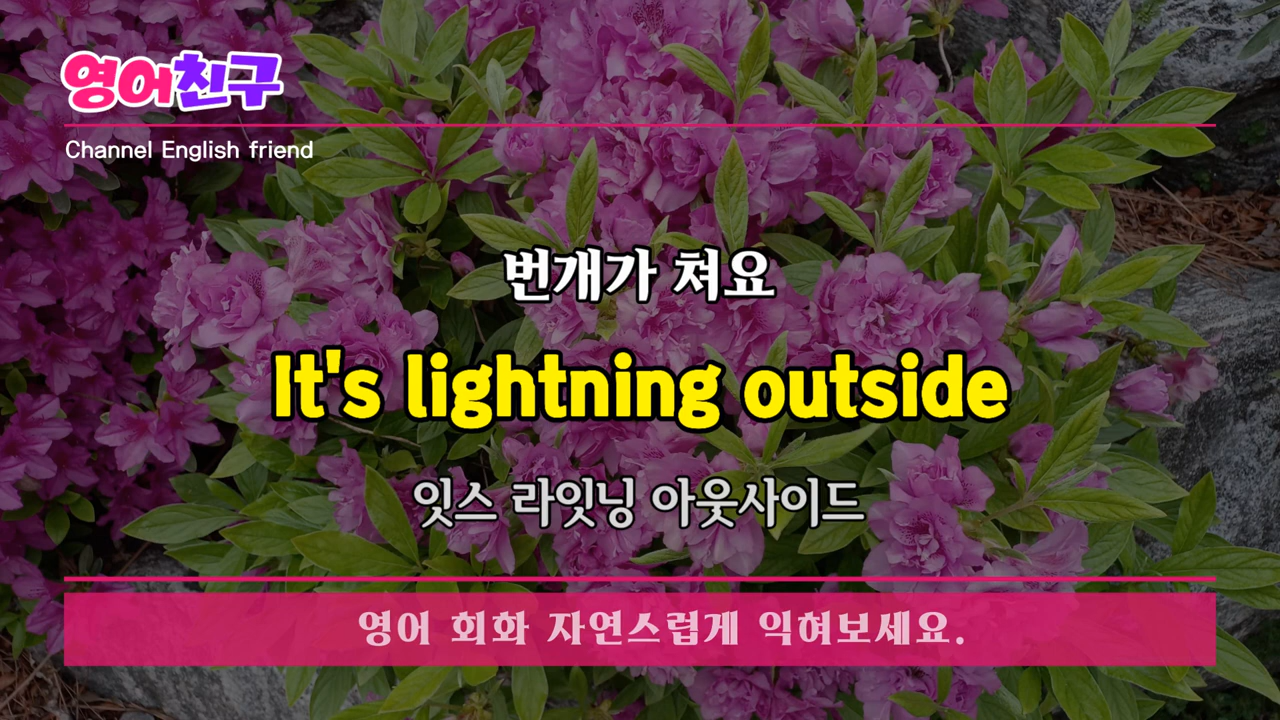 영어친구
Channel English friend
번개가 쳐요
It's lightning outside
잇스 라잇닝 아웃사이드
영어 회화 자연스럽게 익혀보세요.